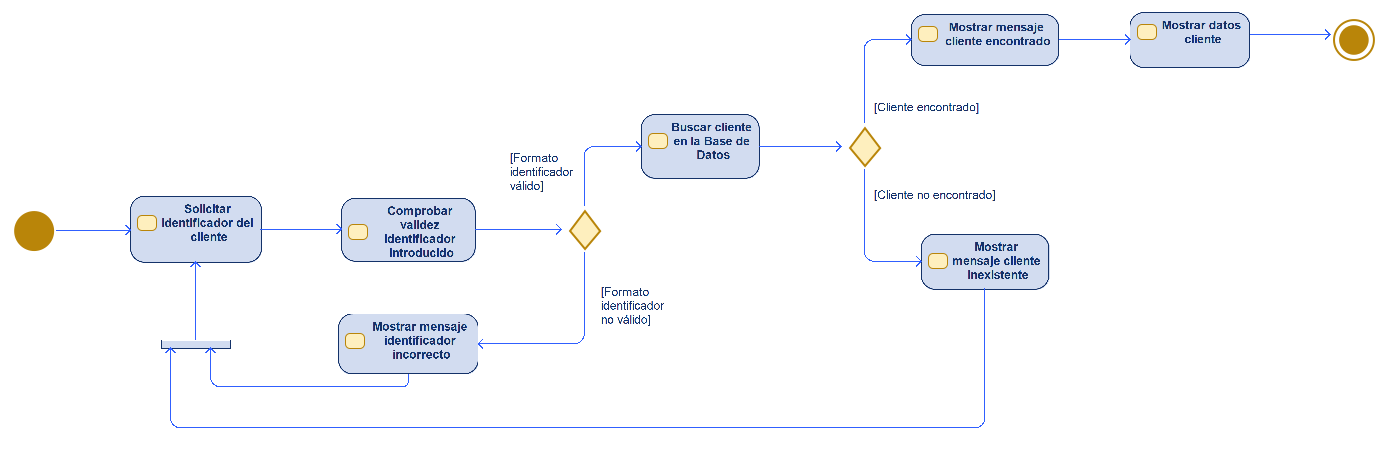 Mostrar mensaje
cliente encontrado
Mostrar datos
cliente
[Cliente encontrado]
Buscar cliente
en la Base de
Datos
[Formato
identificador
válido]
[Cliente no encontrado]
Solicitar
identificador del
cliente
Comprobar
validez
identificador
introducido
Mostrar
mensaje cliente
inexistente
[Formato
identificador
no válido]
Mostrar mensaje
identificador
incorrecto